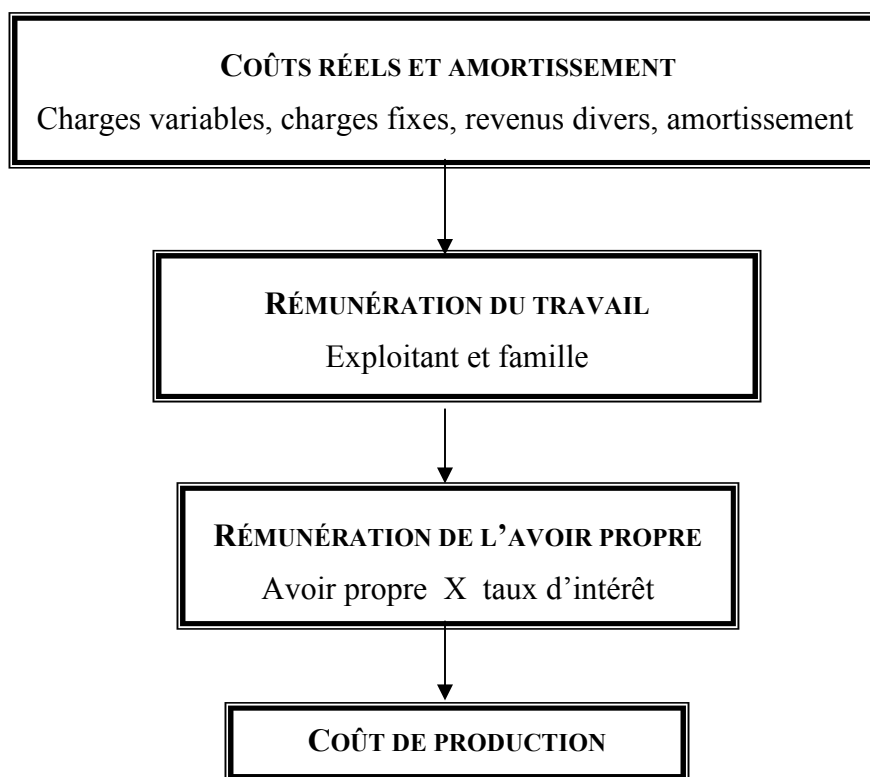 COÛTS RÉELS ET AMORTISSEMENT
Charges variables, charges fixes, revenus divers, amortissement
RÉMUNÉRATION DU TRAVAIL
Exploitant et famille
RÉMUNÉRATION DE L’AVOIR PROPRE
Avoir propre X taux d’intérêt
COÛT DE PRODUCTION